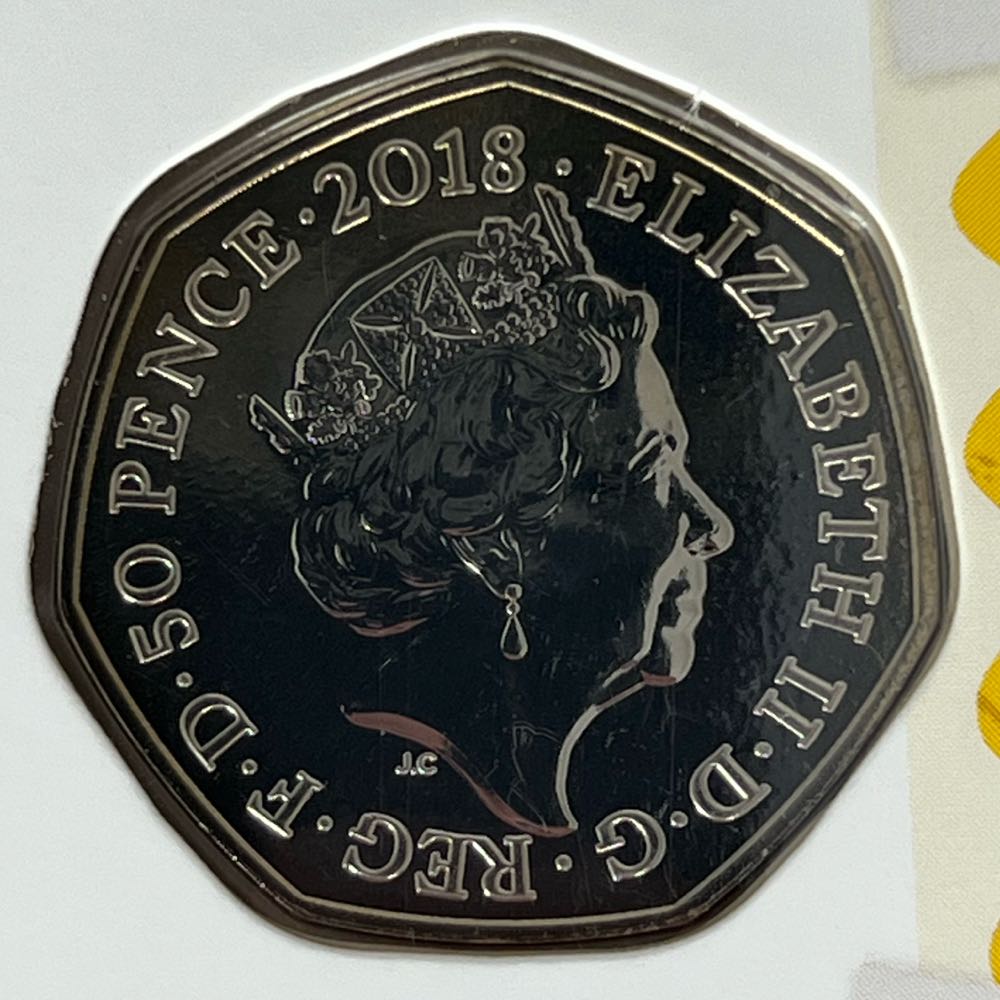 ELIZABETH II · D · G · REG · F · D · 50 PENCE · 2018 ·
J.C